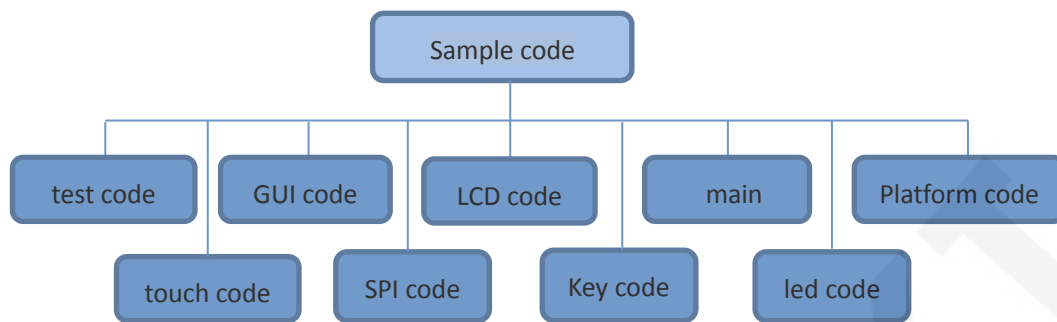 Sample code
test code
GUI code
LCD code
main
Platform code
touch code
SPI code
Key code
led code